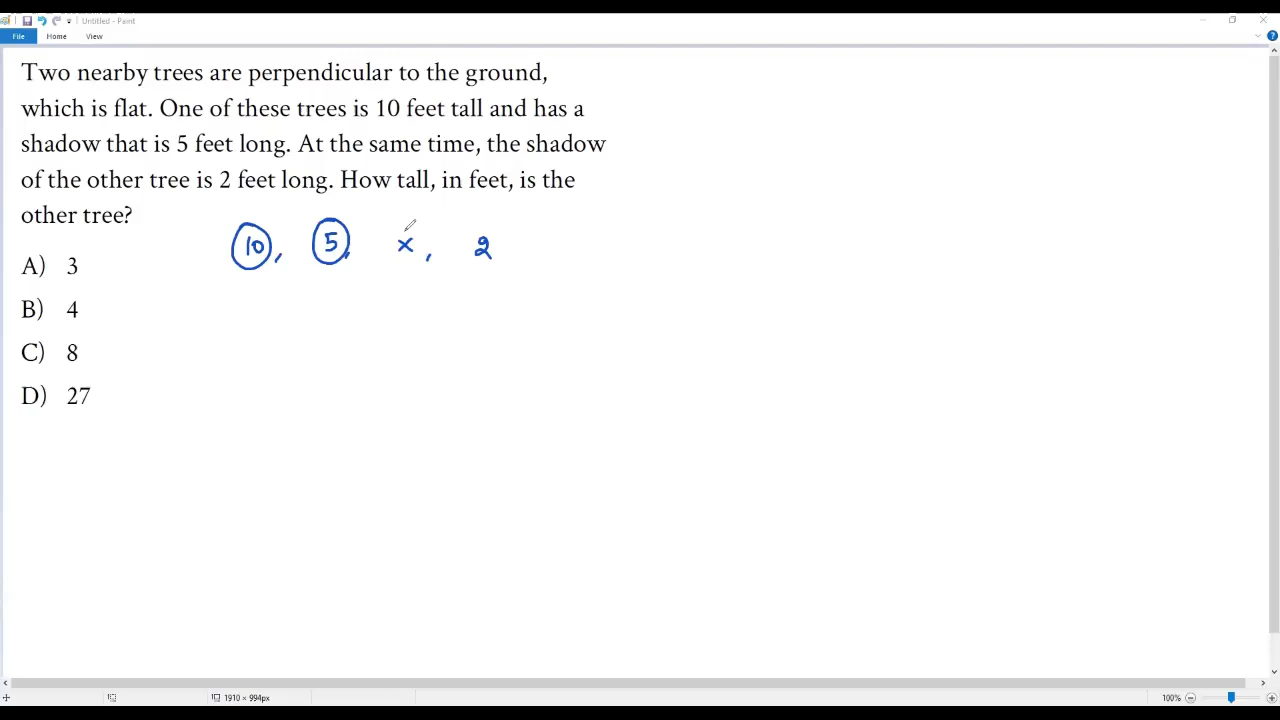 Untitled - Paint
File Home View
Two nearby trees are perpendicular to the ground,
which is flat. One of these trees is 10 feet tall and has a
shadow that is 5 feet long. At the same time, the shadow
of the other tree is 2 feet long. How tall, in feet, is the
other tree?
10, 5, x, 2
A) 3
B) 4
C) 8
D) 27
1910 × 994px 100%